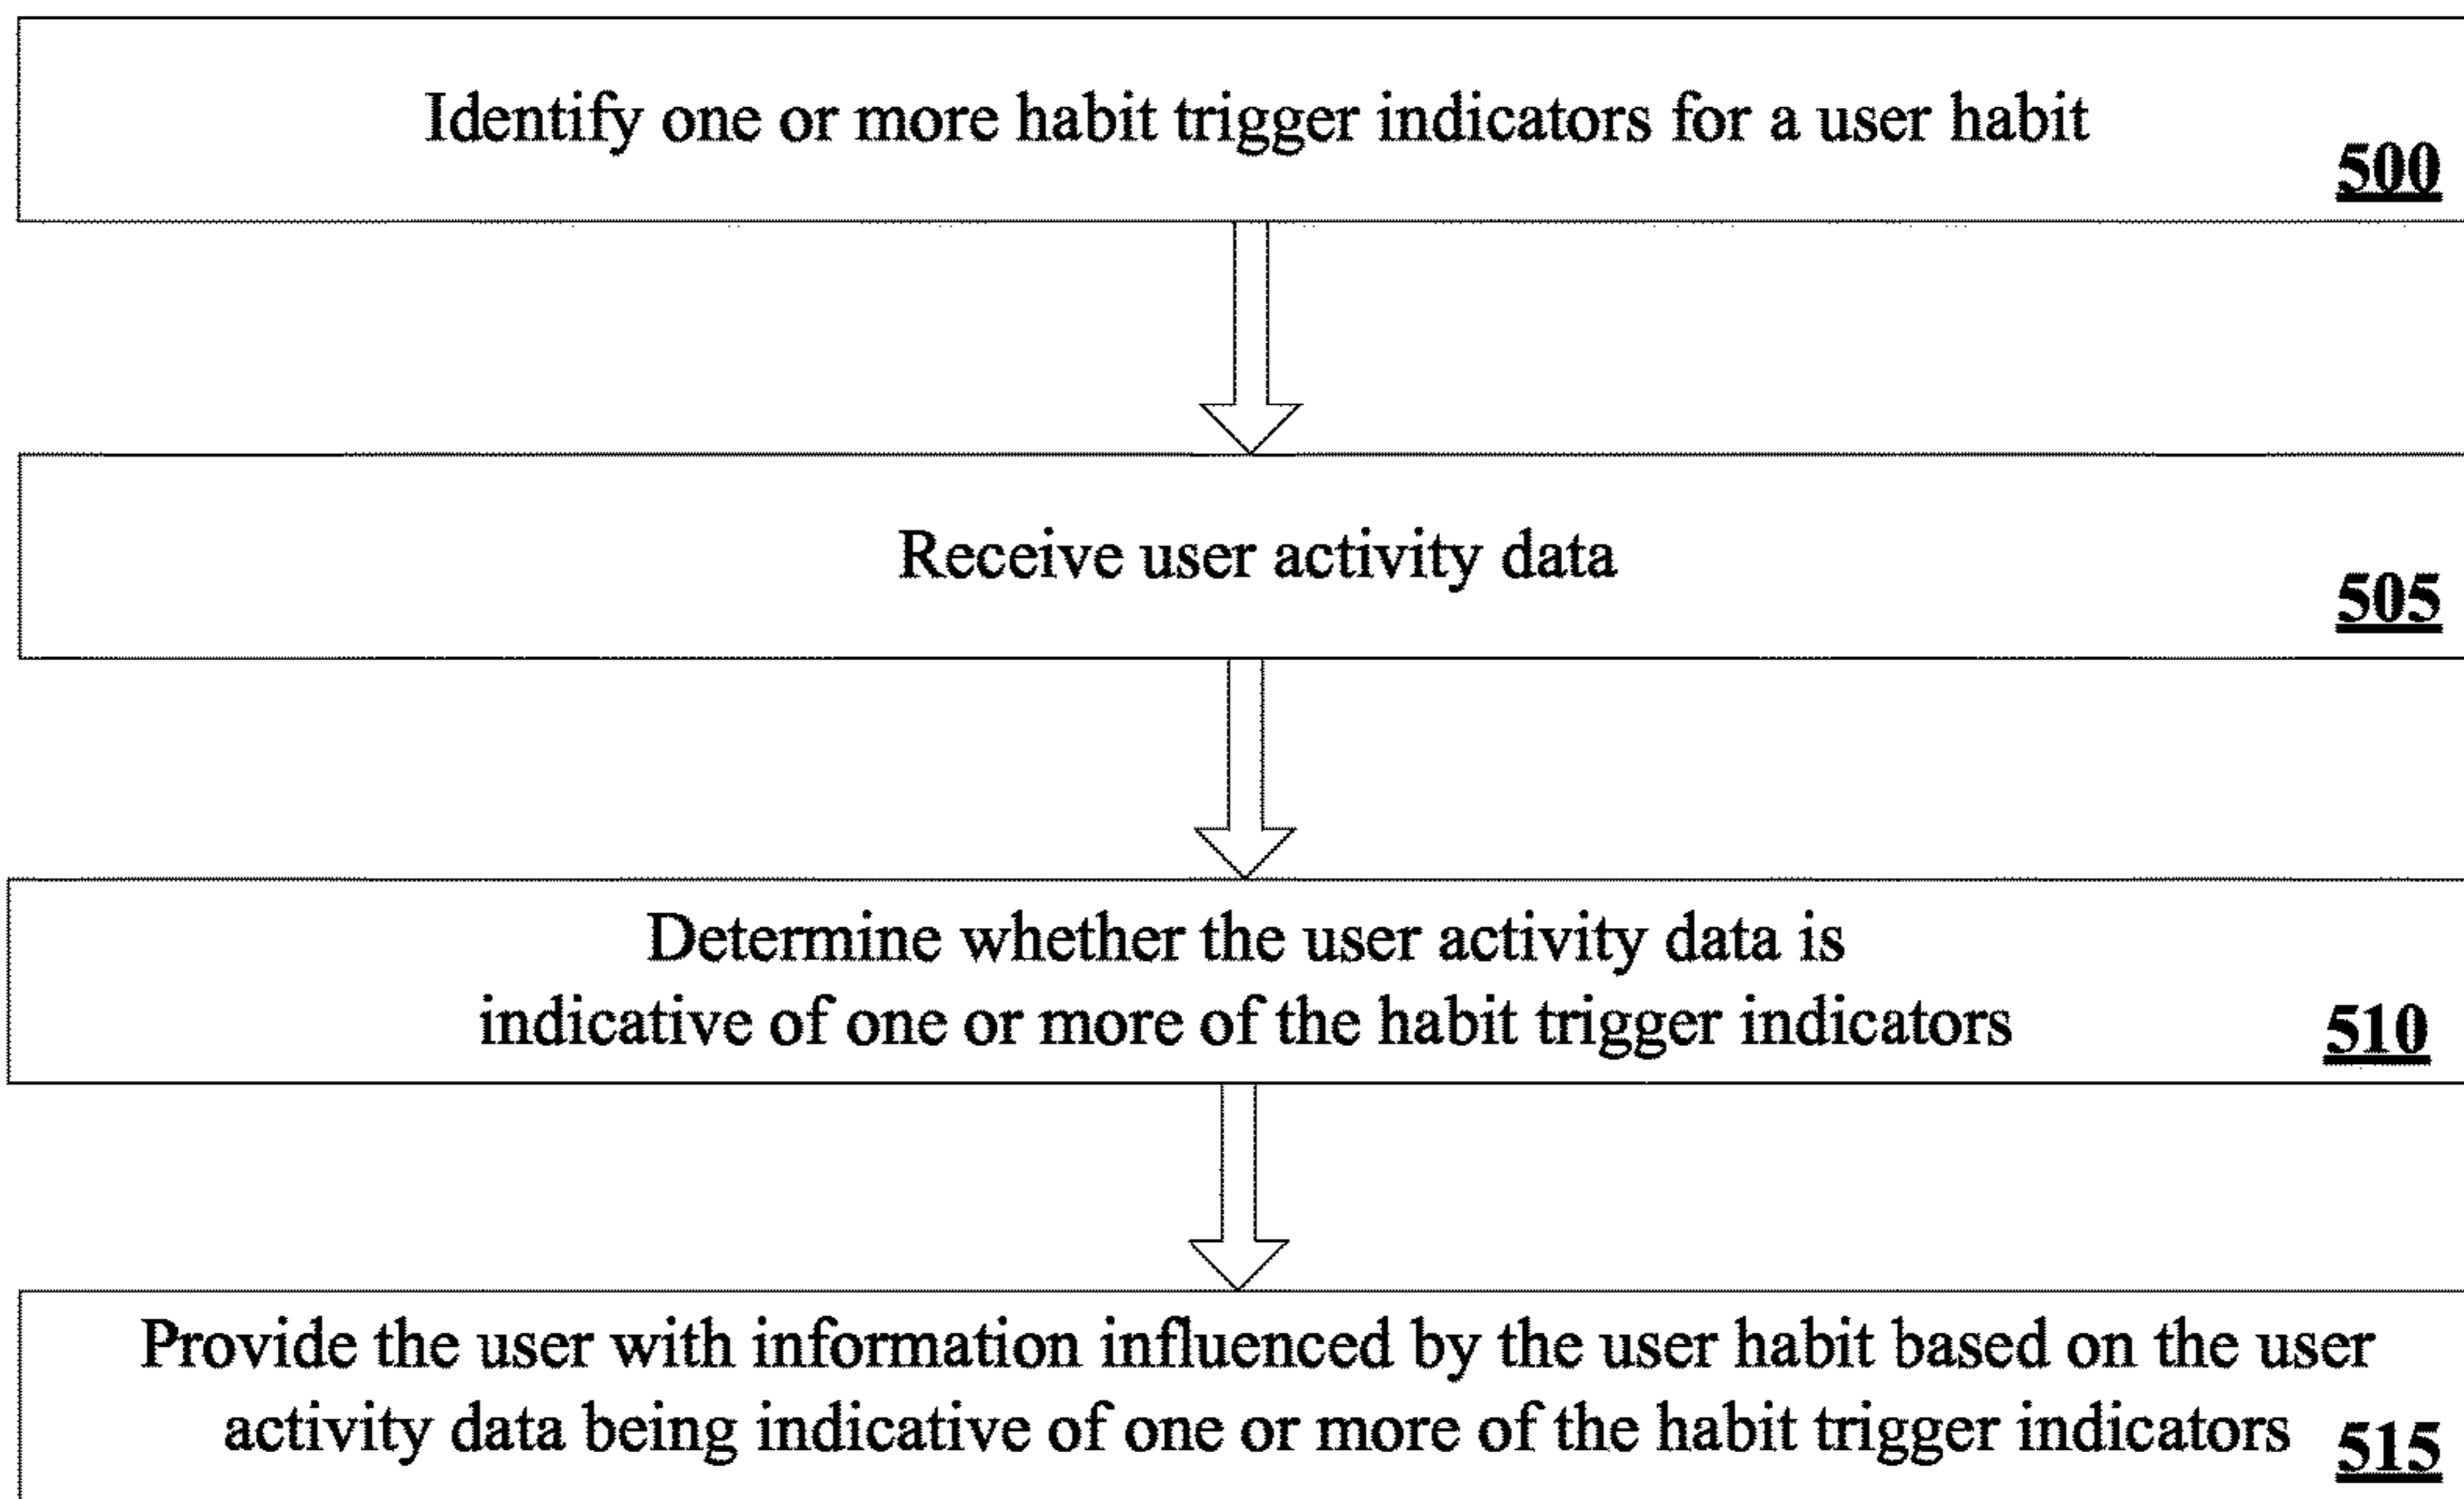 Identify one or more habit trigger indicators for a user habit
500
Receive user activity data
505
Determine whether the user activity data is
indicative of one or more of the habit trigger indicators
510
Provide the user with information influenced by the user habit based on the user
activity data being indicative of one or more of the habit trigger indicators
515